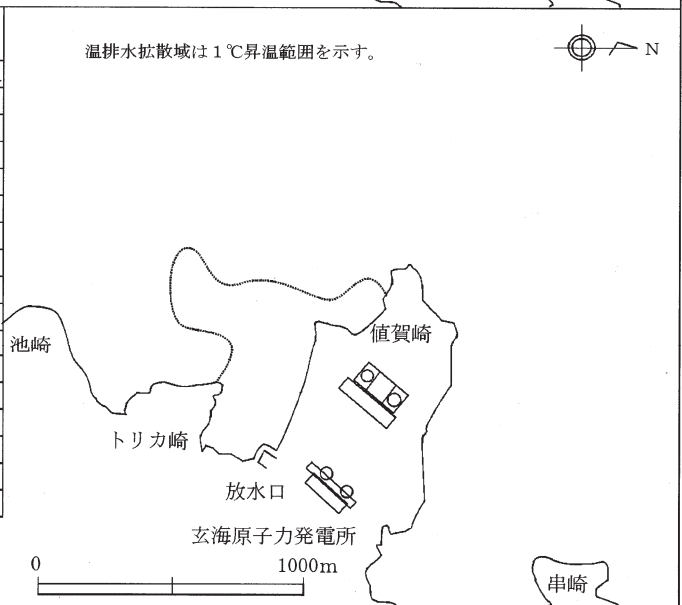 温排水拡散域は1℃昇温範囲を示す。
N
値賀崎
池崎
トリカ崎
放水口
玄海原子力発電所
0
1000m
串崎